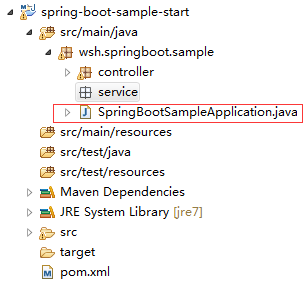 spring-boot-sample-start
src/main/java
wsh.springboot.sample
controller
service
SpringBootSampleApplication.java
src/main/resources
src/test/java
src/test/resources
Maven Dependencies
JRE System Library [jre7]
src
target
pom.xml